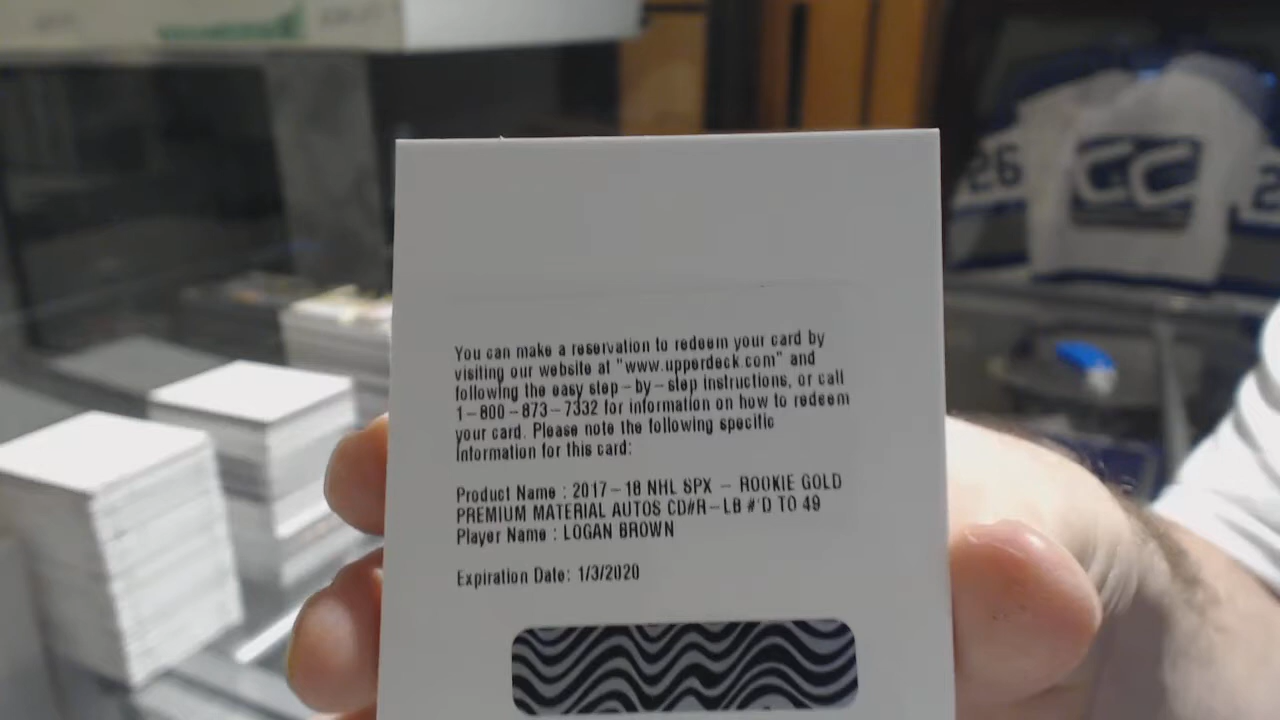 You can make a reservation to redeem your card by
visiting our website at "www.upperdeck.com" and
following the easy step-by-step instructions, or call
1-800-873-7332 for information on how to redeem
your card. Please note the following specific
information for this card:
Product Name : 2017-18 NHL SPX - ROOKIE GOLD
PREMIUM MATERIAL AUTOS CD#R-LB #'D TO 49
Player Name : LOGAN BROWN
Expiration Date: 1/3/2020
26